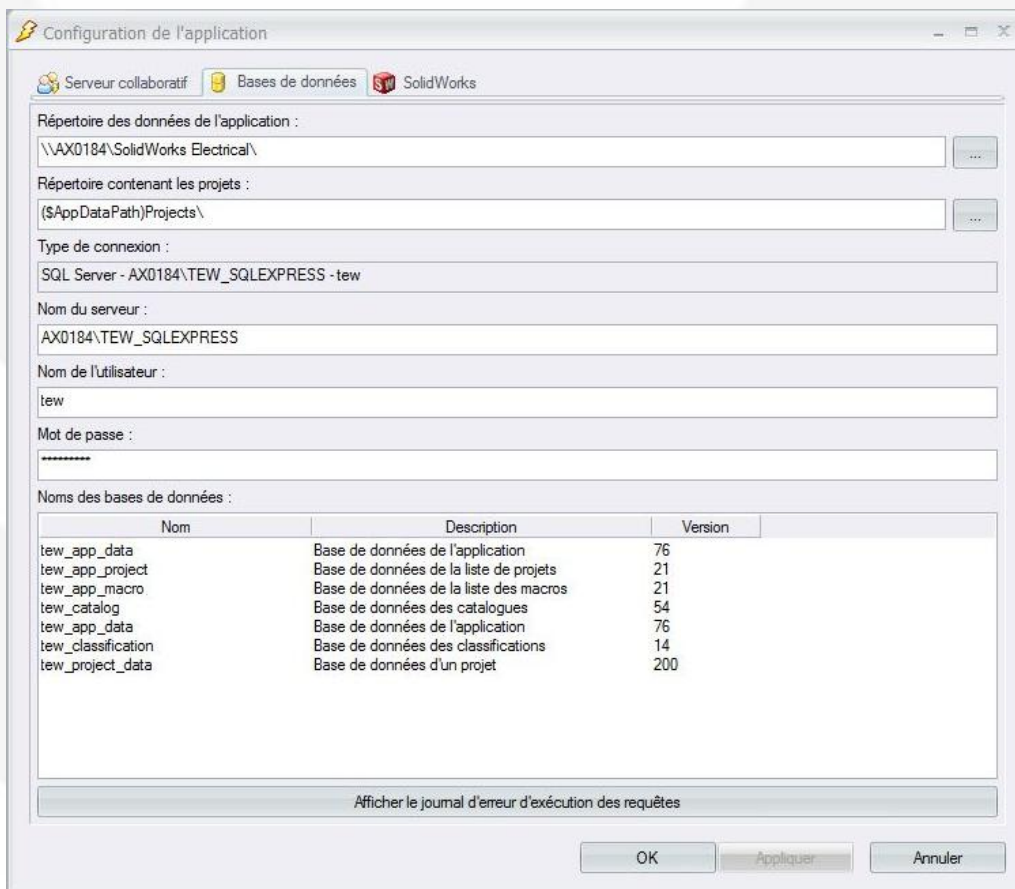 Configuration de l'application
Serveur collaboratif Bases de données SolidWorks
Répertoire des données de l'application :
\\AX0184\SolidWorks Electrical\
...
Répertoire contenant les projets :
($AppDataPath)Projects\
...
Type de connexion :
SQL Server - AX0184\TEW_SQLEXPRESS - tew
Nom du serveur :
AX0184\TEW_SQLEXPRESS
Nom de l'utilisateur :
tew
Mot de passe :
*********
Noms des bases de données :
Nom Description Version
tew_app_data Base de données de l'application 76
tew_app_project Base de données de la liste de projets 21
tew_app_macro Base de données de la liste des macros 21
tew_catalog Base de données des catalogues 54
tew_app_data Base de données de l'application 76
tew_classification Base de données des classifications 14
tew_project_data Base de données d'un projet 200
Afficher le journal d'erreur d'exécution des requêtes
OK Appliquer Annuler